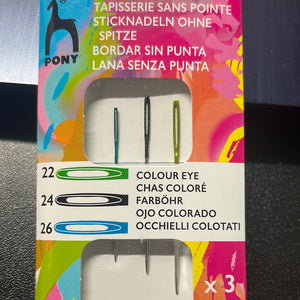 TAPISSERIE SANS POINTE
STICKNADELN OHNE
SPITZE
BORDAR SIN PUNTA
LANA SENZA PUNTA
PONY
22
24
26
COLOUR EYE
CHAS COLORÉ
FARBÖHR
OJO COLORADO
OCCHIELLI COLOTATI
x 3